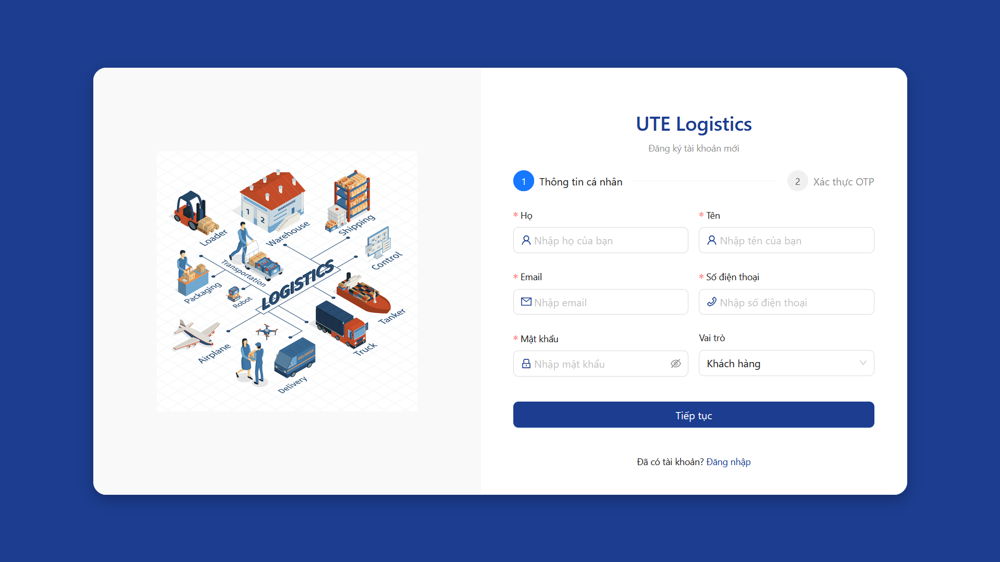 1 2
WAREHOUSE
Loader
Warehouse
Shipping
Control
Transportation
Packaging
Robot
LOGISTICS
Tanker
Truck
Airplane
DELIVERY
Delivery
UTE Logistics
Đăng ký tài khoản mới
1 Thông tin cá nhân 2 Xác thực OTP
* Họ * Tên
Nhập họ của bạn Nhập tên của bạn
* Email * Số điện thoại
Nhập email Nhập số điện thoại
* Mật khẩu Vai trò
Nhập mật khẩu Khách hàng
Tiếp tục
Đã có tài khoản? Đăng nhập